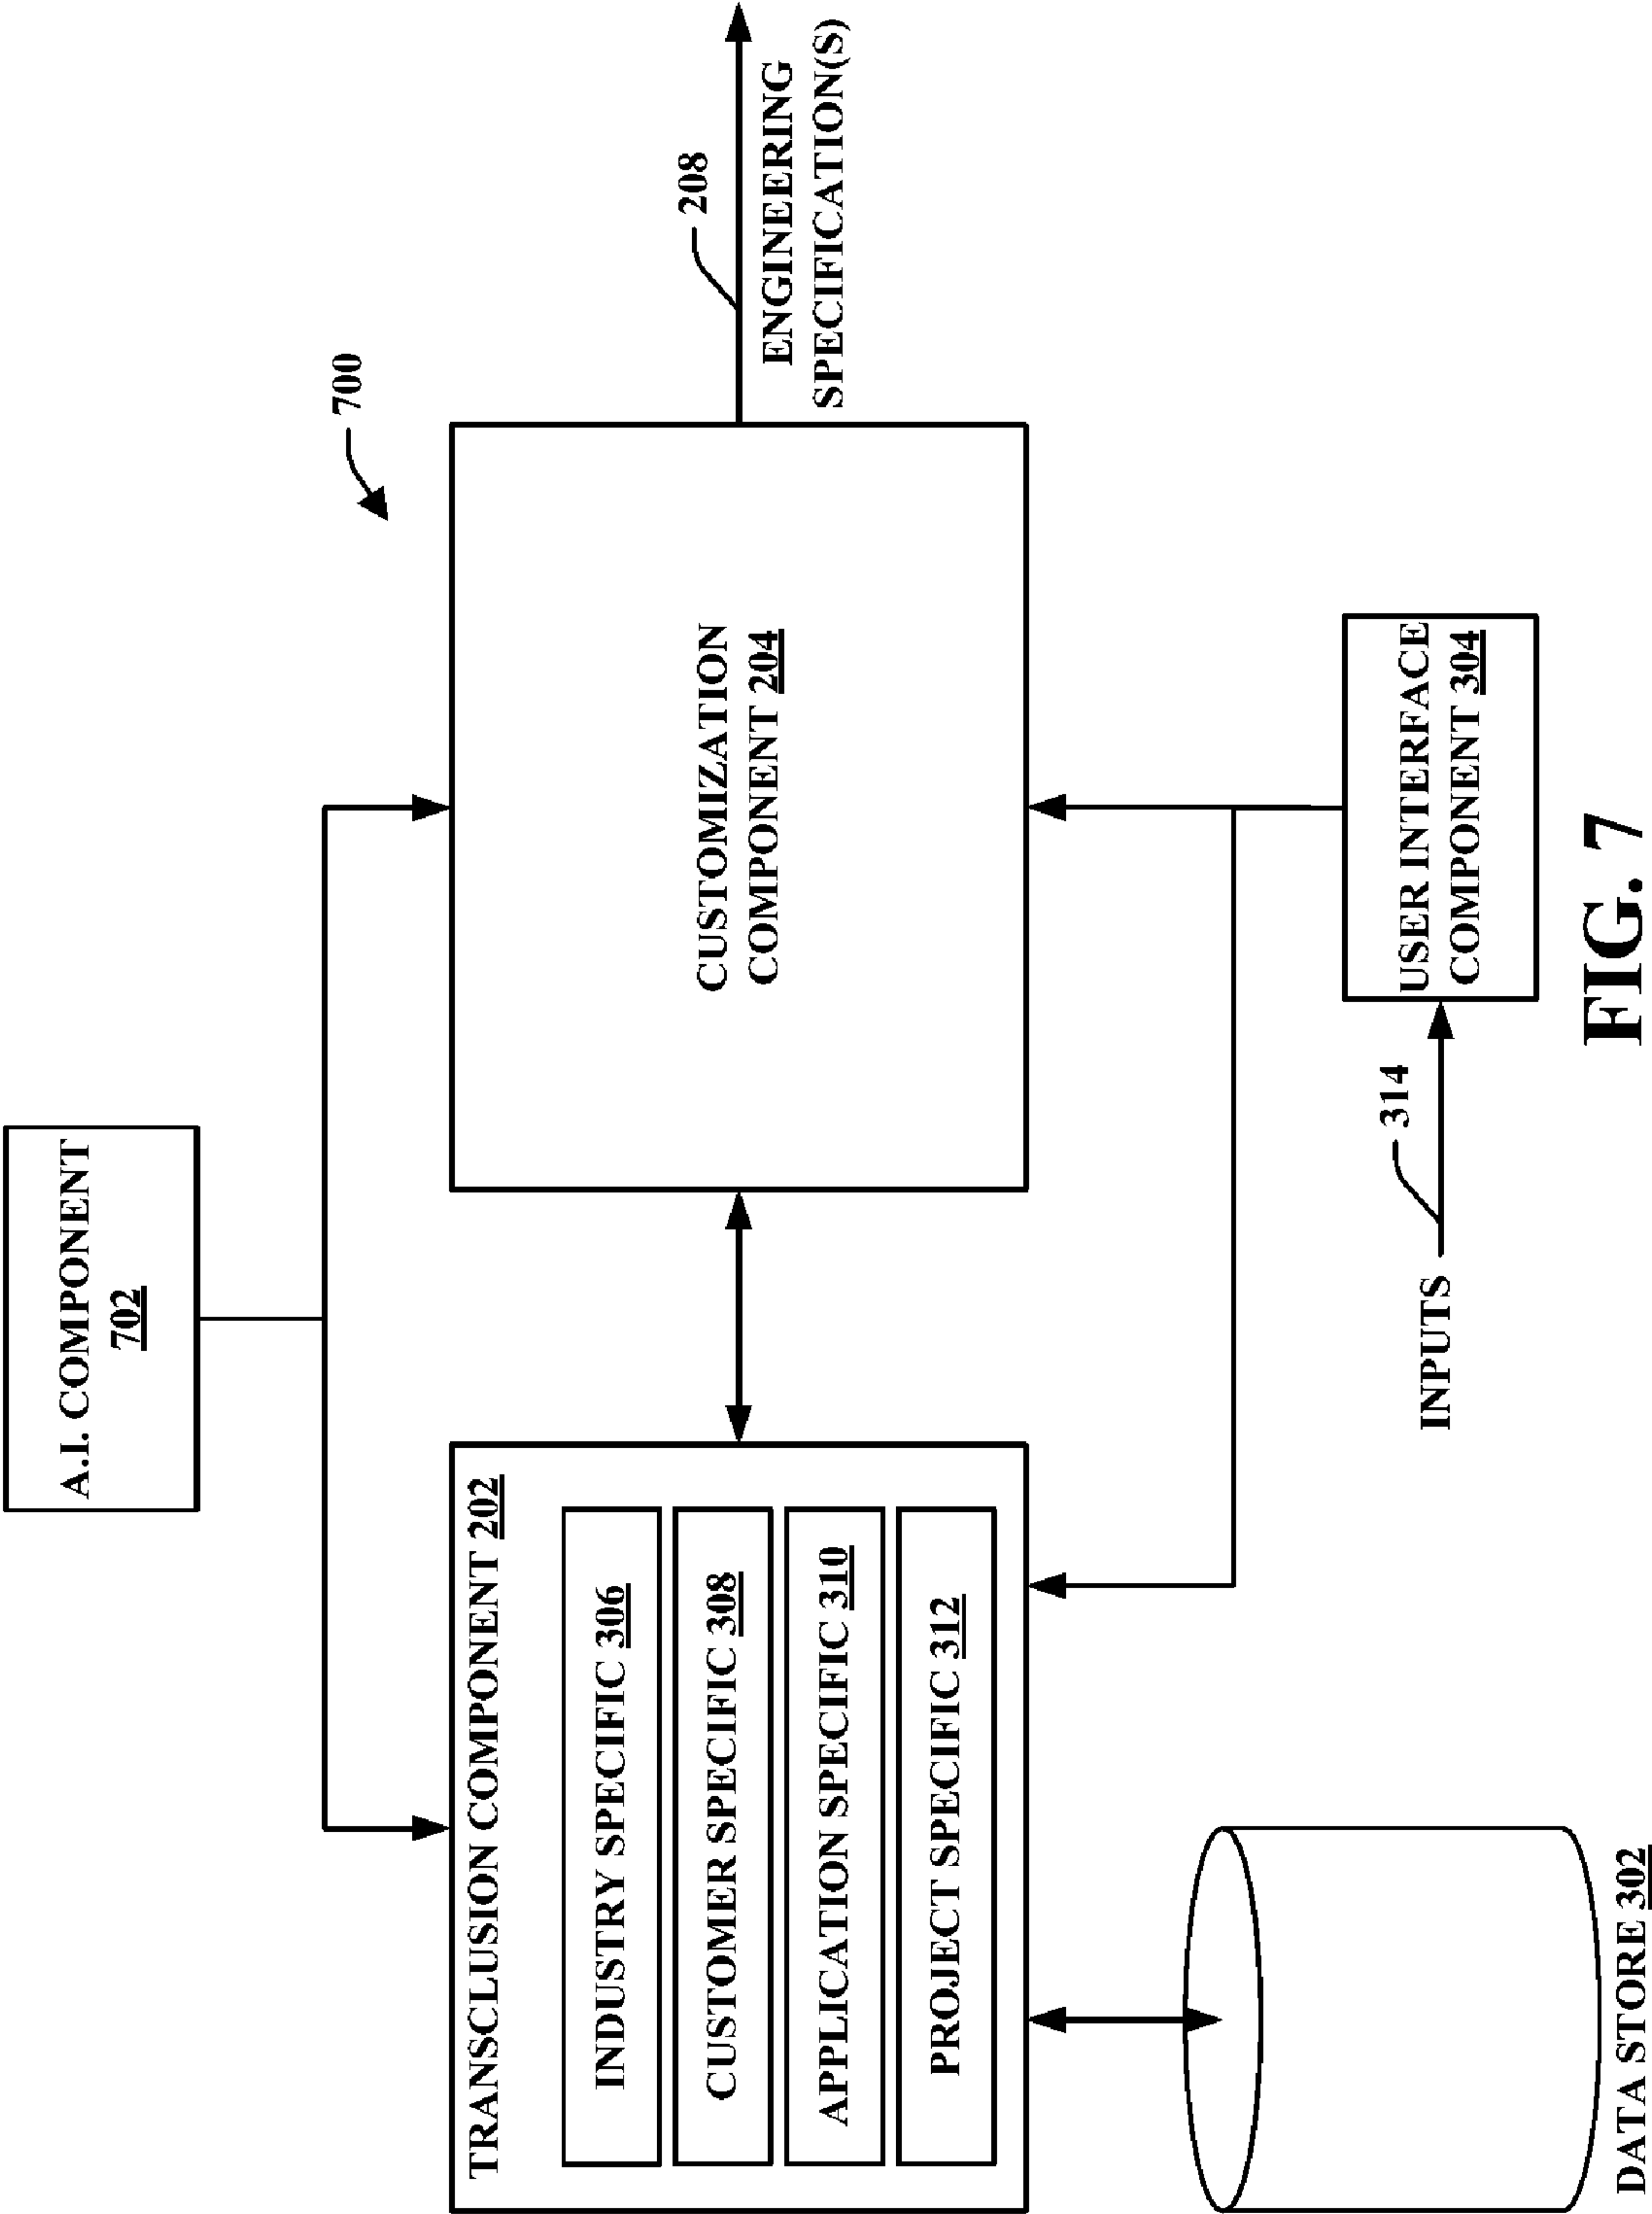 A.I. COMPONENT
702
700
TRANSCLUSION COMPONENT 202
INDUSTRY SPECIFIC 306
CUSTOMER SPECIFIC 308
APPLICATION SPECIFIC 310
PROJECT SPECIFIC 312
CUSTOMIZATION
COMPONENT 204
208
ENGINEERING
SPECIFICATION(S)
DATA STORE 302
INPUTS
314
USER INTERFACE
COMPONENT 304
FIG. 7